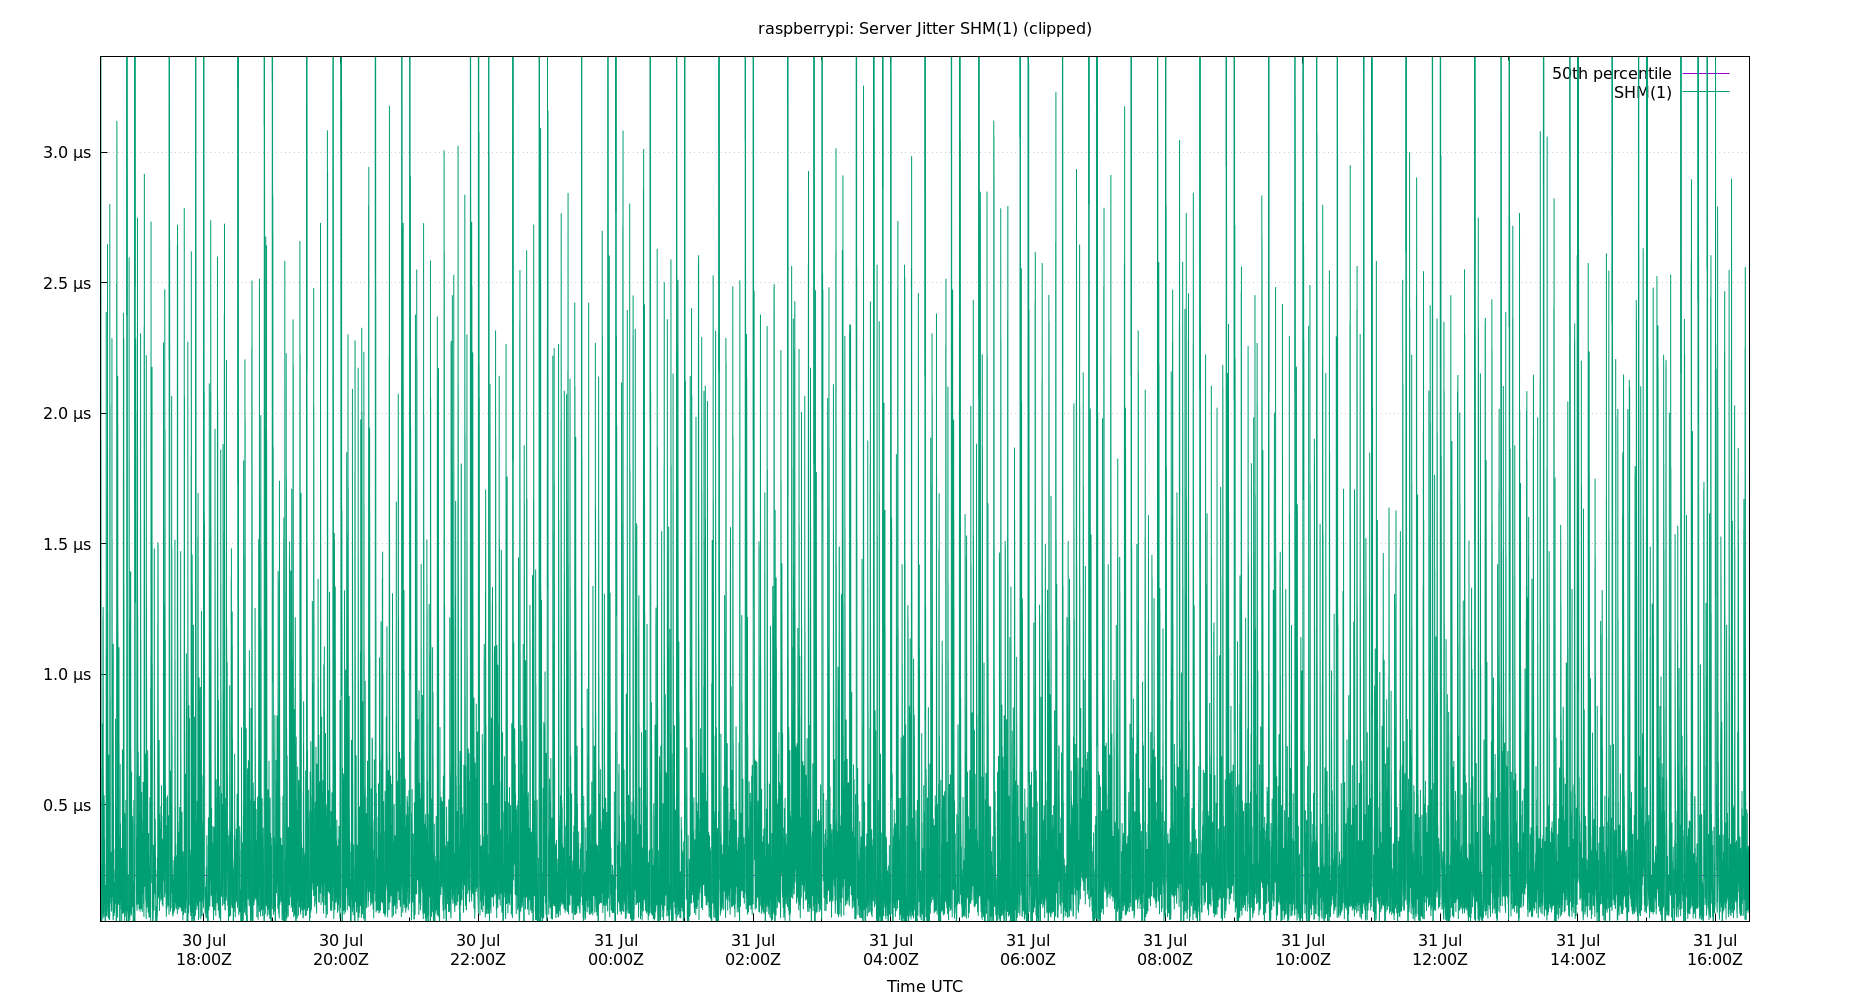 raspberrypi: Server Jitter SHM(1) (clipped)
50th percentile
SHM(1)
3.0 µs
2.5 µs
2.0 µs
1.5 µs
1.0 µs
0.5 µs
30 Jul 30 Jul 30 Jul 31 Jul 31 Jul 31 Jul 31 Jul 31 Jul 31 Jul 31 Jul 31 Jul 31 Jul
18:00Z 20:00Z 22:00Z 00:00Z 02:00Z 04:00Z 06:00Z 08:00Z 10:00Z 12:00Z 14:00Z 16:00Z
Time UTC